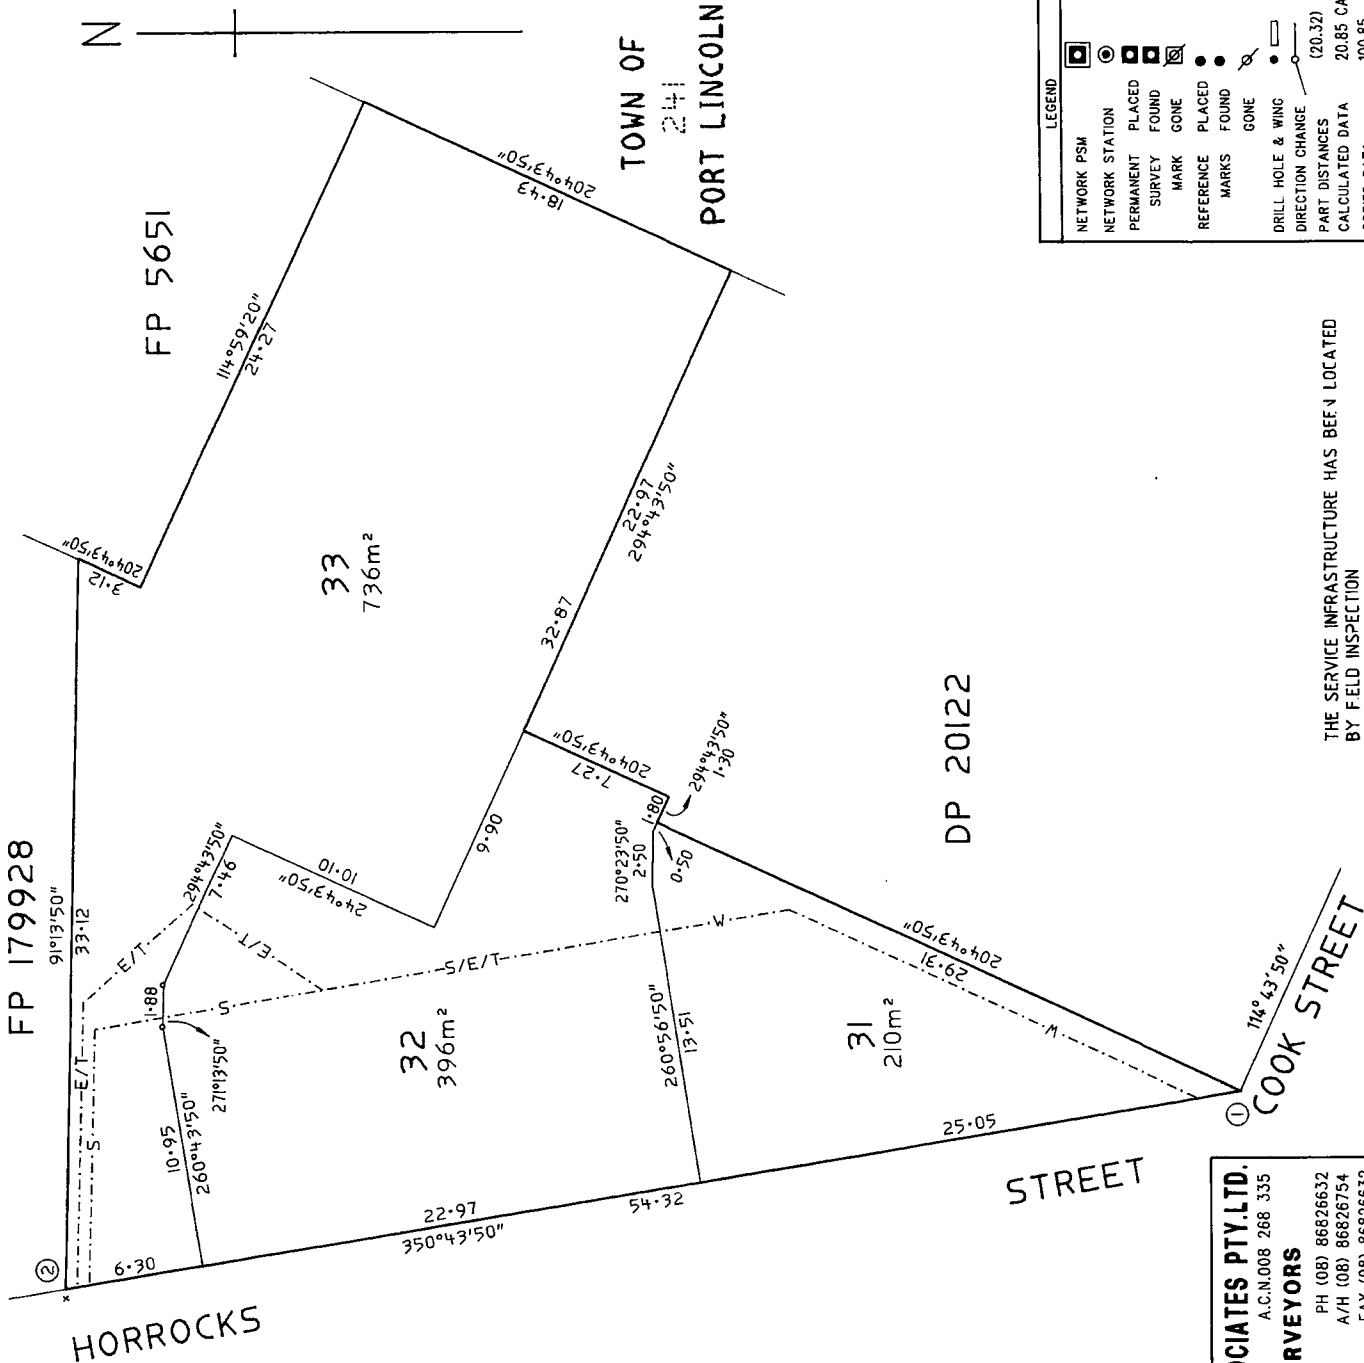 N
TOWN OF
241
PORT LINCOLN
FP 5651
FP 179928
91°13'50"
33·12
204°43'50"
3·12
114°59'20"
24·27
204°43'50"
18·43
33
736m²
22·97
294°43'50"
32·87
9·90
24°43'50"
10·10
294°43'50"
7·46
E/T
E/T
E/T
S
S
S/E/T
W
W
1·88
271°13'50"
10·95
260°43'50"
32
396m²
270°23'50"
2·50
0·50
1·80
294°43'50"
1·30
204°43'50"
7·27
260°56'50"
13·51
31
210m²
204°43'50"
29·31
DP 20122
2
6·30
22·97
350°43'50"
54·32
25·05
1
114°43'50"
HORROCKS
STREET
COOK STREET
LEGEND
NETWORK PSM
NETWORK STATION
PERMANENT PLACED
SURVEY FOUND
MARK GONE
REFERENCE PLACED
MARKS FOUND
GONE
DRILL HOLE & WING
DIRECTION CHANGE
PART DISTANCES (20.32)
CALCULATED DATA 20.85 CA
THE SERVICE INFRASTRUCTURE HAS BEEN LOCATED
BY FIELD INSPECTION
OCIATES PTY.LTD.
A.C.N.008 268 335
RVEYORS
PH (08) 86826632
A/H (08) 86826754